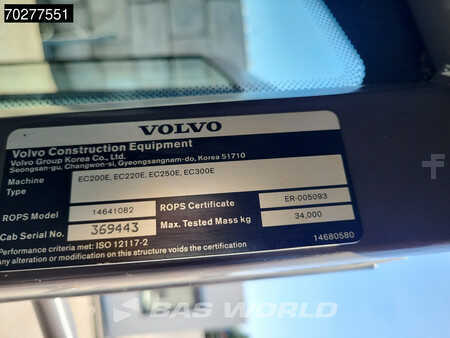 70277551
VOLVO
Volvo Construction Equipment
Volvo Group Korea Co., Ltd.
Seongsan-gu, Changwon-si, Gyeongsangnam-do, Korea 51710
Machine Type EC200E, EC220E, EC250E, EC300E
ROPS Model 14641082 ROPS Certificate ER-005093
Cab Serial No. 369443 Max. Tested Mass kg 34,000
Performance criteria met: ISO 12117-2
Any alteration on this structure voids the certification 14680580
BAS WORLD